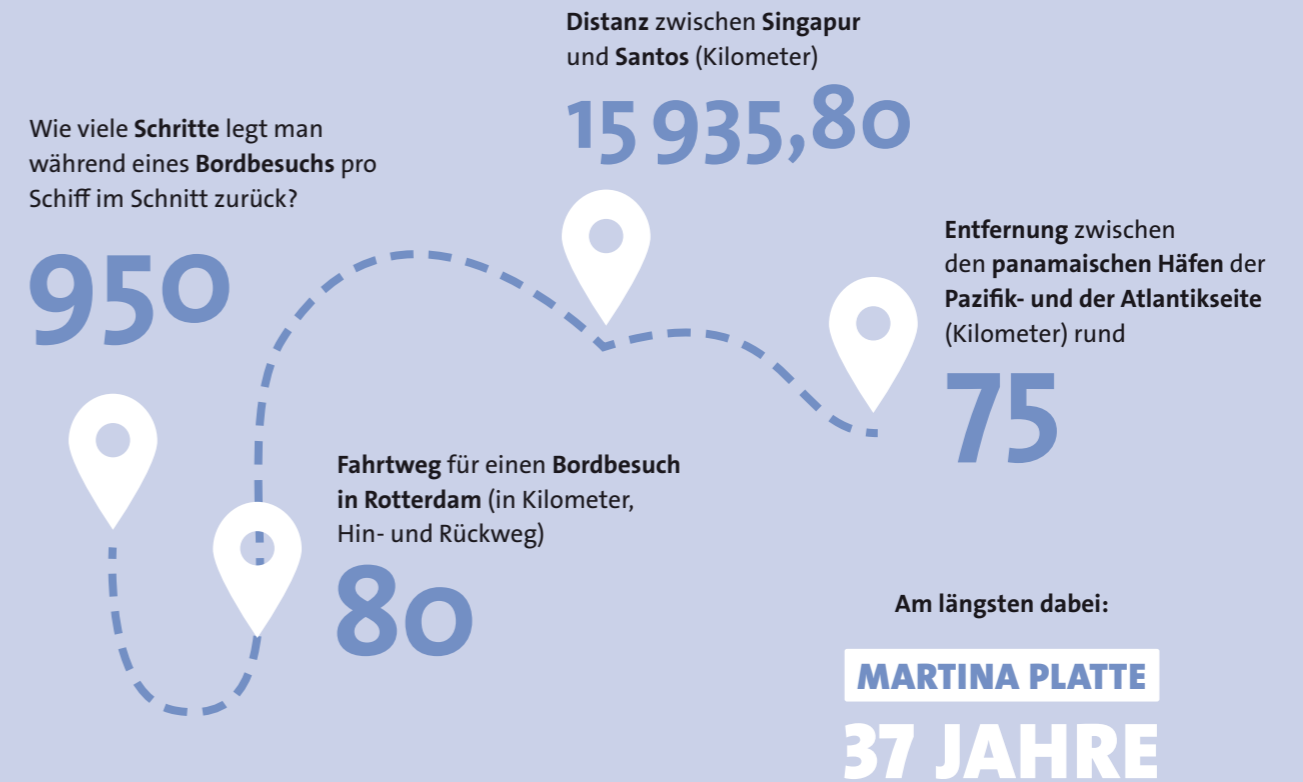 Wie viele Schritte legt man
während eines Bordbesuchs pro
Schiff im Schnitt zurück?
950
Distanz zwischen Singapur
und Santos (Kilometer)
15 935,80
Entfernung zwischen
den panamaischen Häfen der
Pazifik- und der Atlantikseite
(Kilometer) rund
75
Fahrtweg für einen Bordbesuch
in Rotterdam (in Kilometer,
Hin- und Rückweg)
80
Am längsten dabei:
MARTINA PLATTE
37 JAHRE